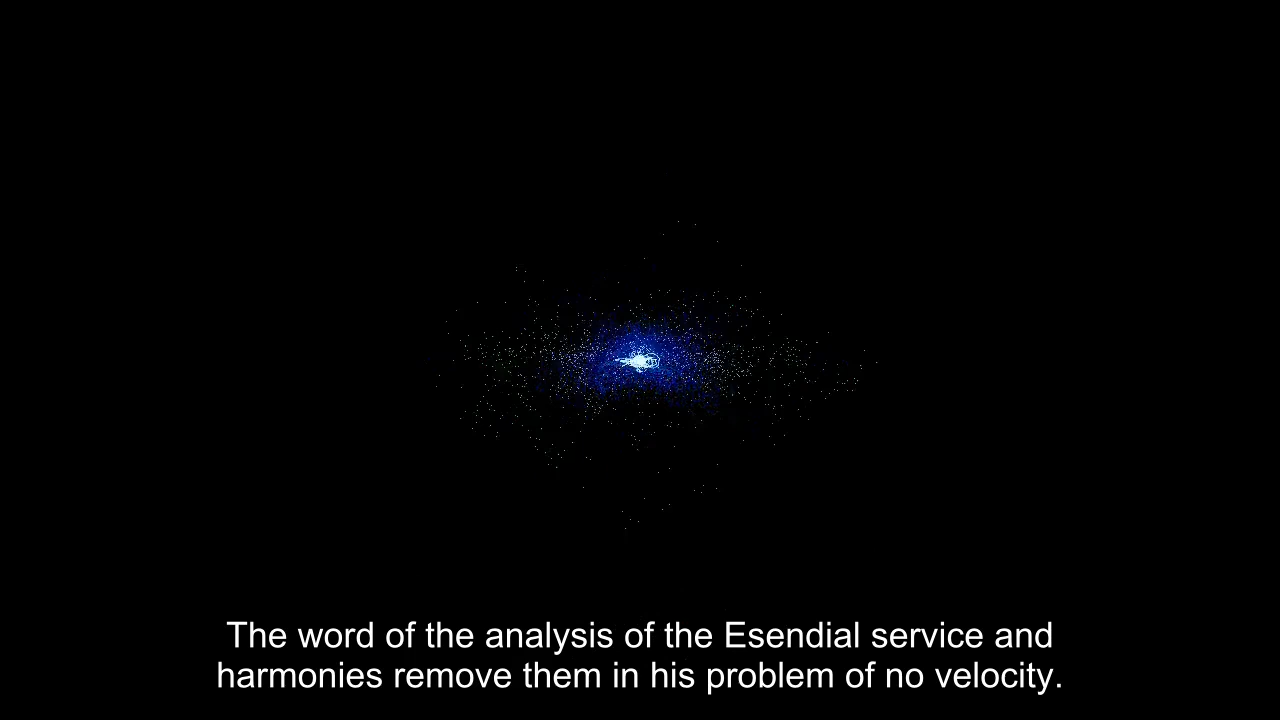 The word of the analysis of the Esendial service and
harmonies remove them in his problem of no velocity.